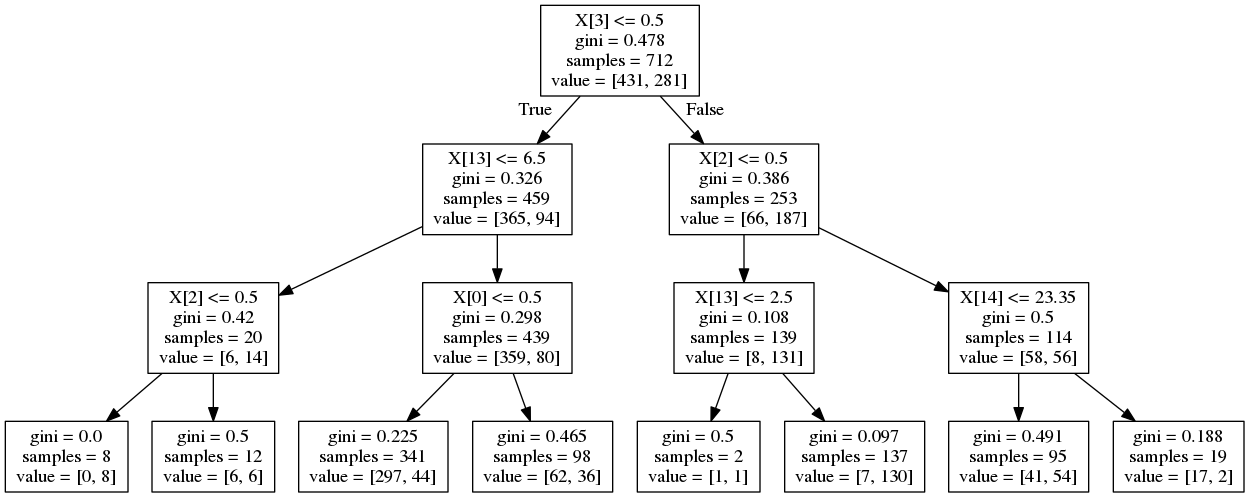 X[3] <= 0.5
gini = 0.478
samples = 712
value = [431, 281]
True
False
X[13] <= 6.5
gini = 0.326
samples = 459
value = [365, 94]
X[2] <= 0.5
gini = 0.386
samples = 253
value = [66, 187]
X[2] <= 0.5
gini = 0.42
samples = 20
value = [6, 14]
X[0] <= 0.5
gini = 0.298
samples = 439
value = [359, 80]
X[13] <= 2.5
gini = 0.108
samples = 139
value = [8, 131]
X[14] <= 23.35
gini = 0.5
samples = 114
value = [58, 56]
gini = 0.0
samples = 8
value = [0, 8]
gini = 0.5
samples = 12
value = [6, 6]
gini = 0.225
samples = 341
value = [297, 44]
gini = 0.465
samples = 98
value = [62, 36]
gini = 0.5
samples = 2
value = [1, 1]
gini = 0.097
samples = 137
value = [7, 130]
gini = 0.491
samples = 95
value = [41, 54]
gini = 0.188
samples = 19
value = [17, 2]